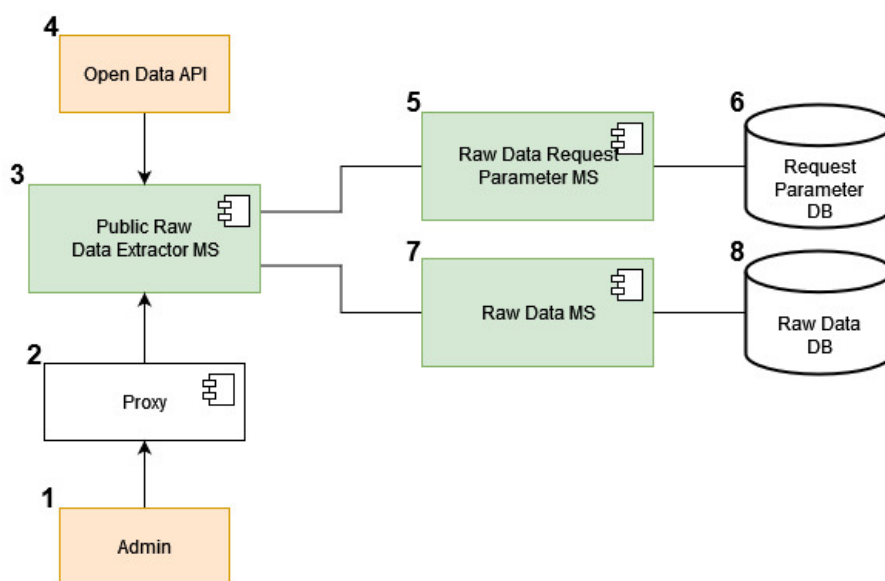 4
Open Data API
3
Public Raw
Data Extractor MS
2
Proxy
1
Admin
5
Raw Data Request
Parameter MS
6
Request
Parameter
DB
7
Raw Data MS
8
Raw Data
DB